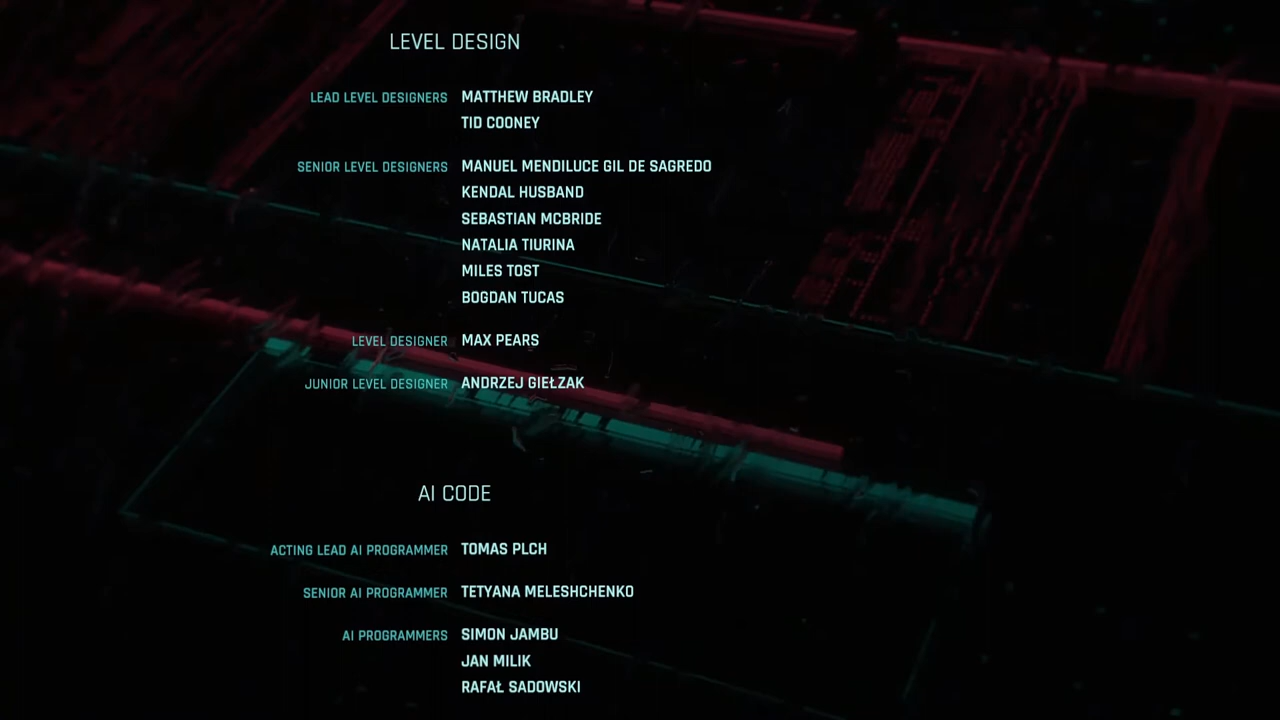 LEVEL DESIGN
LEAD LEVEL DESIGNERS MATTHEW BRADLEY
TID COONEY
SENIOR LEVEL DESIGNERS MANUEL MENDILUCE GIL DE SAGREDO
KENDAL HUSBAND
SEBASTIAN MCBRIDE
NATALIA TIURINA
MILES TOST
BOGDAN TUCAS
LEVEL DESIGNER MAX PEARS
JUNIOR LEVEL DESIGNER ANDRZEJ GIEŁZAK
AI CODE
ACTING LEAD AI PROGRAMMER TOMAS PLCH
SENIOR AI PROGRAMMER TETYANA MELESHCHENKO
AI PROGRAMMERS SIMON JAMBU
JAN MILIK
RAFAŁ SADOWSKI